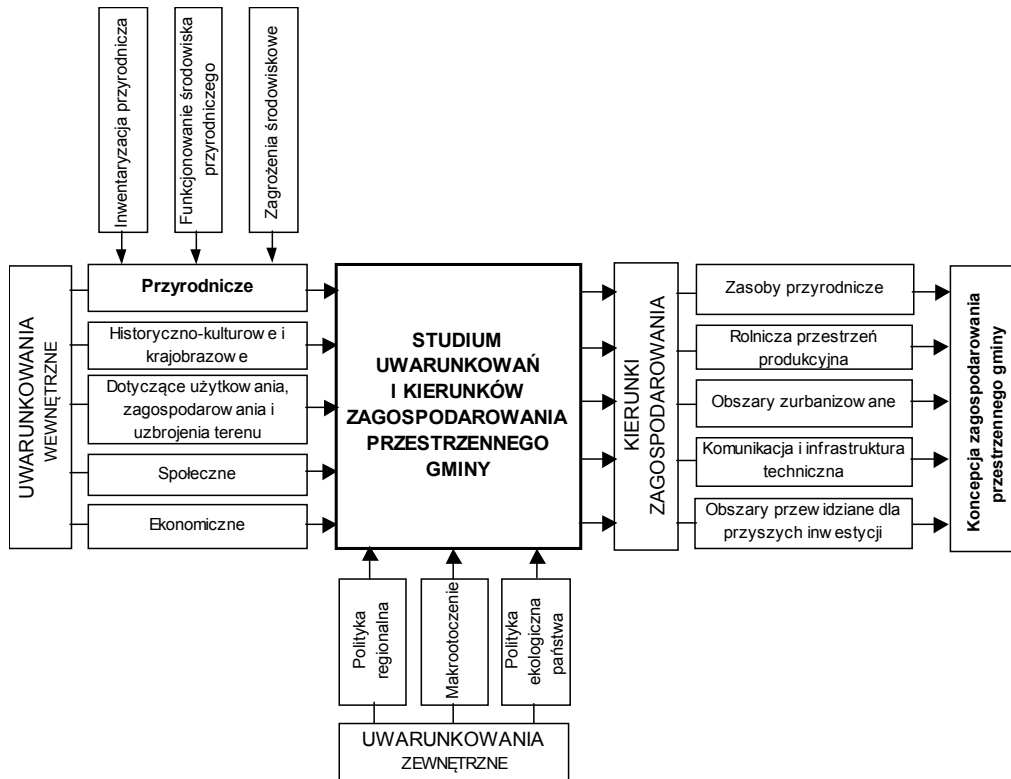 Inwentaryzacja przyrodnicza
Funkcjonowanie środowiska
przyrodniczego
Zagrożenia środowiskowe
UWARUNKOWANIA
WEWNĘTRZNE
Przyrodnicze
Historyczno-kulturowe i
krajobrazowe
Dotyczące użytkowania,
zagospodarowania i
uzbrojenia terenu
Społeczne
Ekonomiczne
STUDIUM
UWARUNKOWAŃ
I KIERUNKÓW
ZAGOSPODAROWANIA
PRZESTRZENNEGO
GMINY
KIERUNKI
ZAGOSPODAROWANIA
Zasoby przyrodnicze
Rolnicza przestrzeń
produkcyjna
Obszary zurbanizowane
Komunikacja i infrastruktura
techniczna
Obszary przewidziane dla
przyszych inwestycji
Koncepcja zagospodarowania
przestrzennego gminy
Polityka
regionalna
Makrootoczenie
Polityka
ekologiczna
państwa
UWARUNKOWANIA
ZEWNĘTRZNE